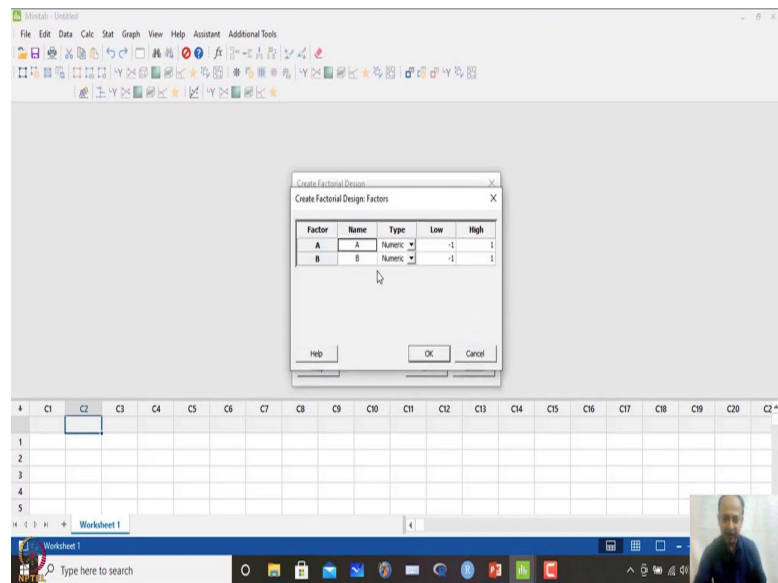 Minitab - Untitled
File Edit Data Calc Stat Graph View Help Assistant Additional Tools
Create Factorial Design
Create Factorial Design: Factors
Factor Name Type Low High
A A Numeric -1 1
B B Numeric -1 1
Help OK Cancel
C1 C2 C3 C4 C5 C6 C7 C8 C9 C10 C11 C12 C13 C14 C15 C16 C17 C18 C19 C20
1
2
3
4
5
Worksheet 1
Worksheet 1
Type here to search
NPTEL